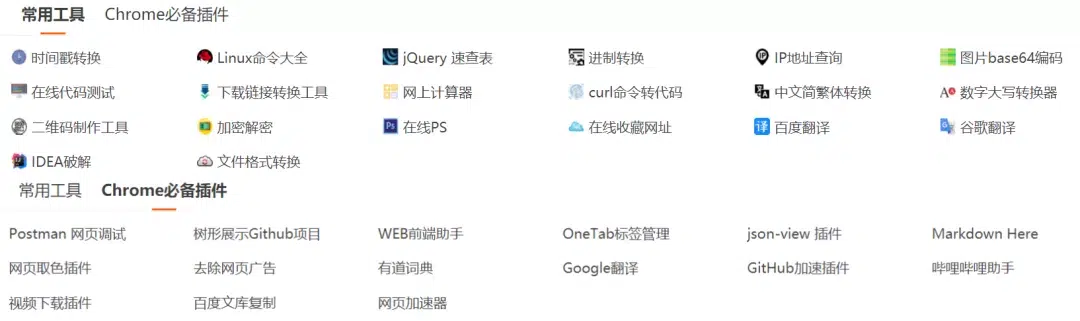 常用工具 Chrome必备插件
时间戳转换 Linux命令大全 jQuery 速查表 进制转换 IP地址查询 图片base64编码
在线代码测试 下载链接转换工具 网上计算器 curl命令转代码 中文简繁体转换 数字大写转换器
二维码制作工具 加密解密 在线PS 在线收藏网址 百度翻译 谷歌翻译
IDEA破解 文件格式转换
常用工具 Chrome必备插件
Postman 网页调试 树形展示Github项目 WEB前端助手 OneTab标签管理 json-view 插件 Markdown Here
网页取色插件 去除网页广告 有道词典 Google翻译 GitHub加速插件 哔哩哔哩助手
视频下载插件 百度文库复制 网页加速器